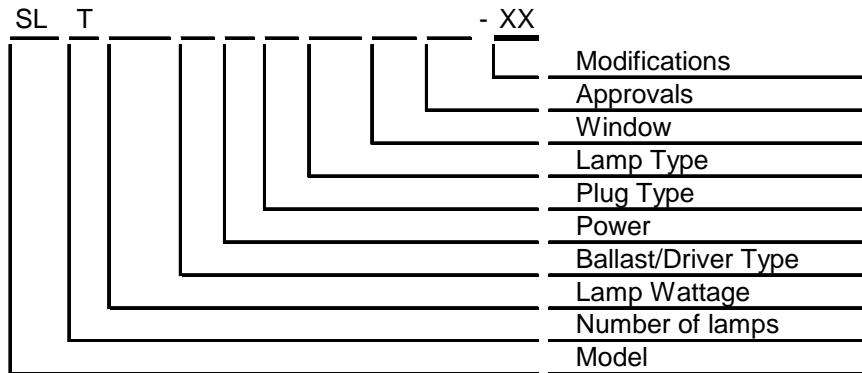 SL T - XX
Modifications
Approvals
Window
Lamp Type
Plug Type
Power
Ballast/Driver Type
Lamp Wattage
Number of lamps
Model